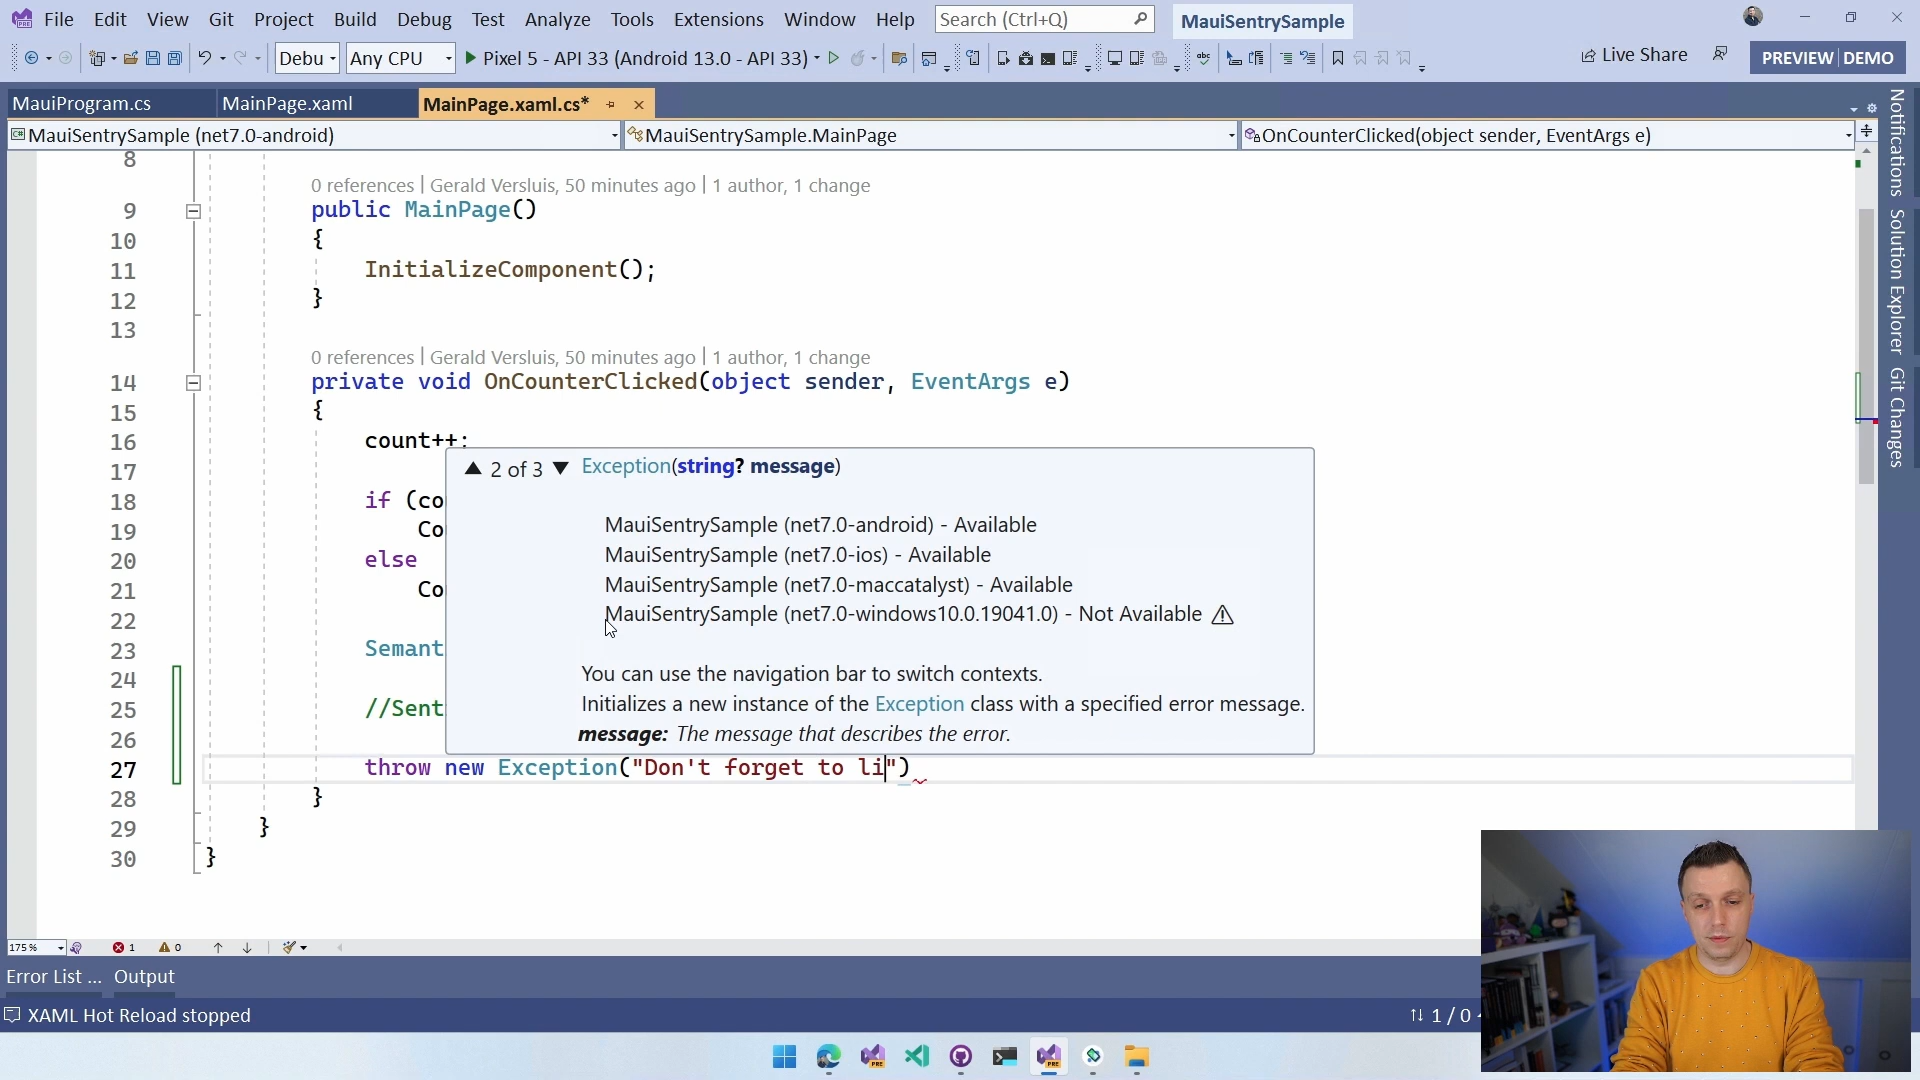 File Edit View Git Project Build Debug Test Analyze Tools Extensions Window Help Search (Ctrl+Q) MauiSentrySample
Debu Any CPU Pixel 5 - API 33 (Android 13.0 - API 33) Live Share PREVIEW DEMO
MauiProgram.cs MainPage.xaml MainPage.xaml.cs*
MauiSentrySample (net7.0-android) MauiSentrySample.MainPage OnCounterClicked(object sender, EventArgs e)
8
0 references | Gerald Versluis, 50 minutes ago | 1 author, 1 change
9 public MainPage()
10 {
11 InitializeComponent();
12 }
13
0 references | Gerald Versluis, 50 minutes ago | 1 author, 1 change
14 private void OnCounterClicked(object sender, EventArgs e)
15 {
16 count++;
17
18 if (co
19 Co
20 else
21 Co
22
23 Semant
24
25 //Sent
26
27 throw new Exception("Don't forget to li")
28 }
29 }
30 }
2 of 3 Exception(string? message)
MauiSentrySample (net7.0-android) - Available
MauiSentrySample (net7.0-ios) - Available
MauiSentrySample (net7.0-maccatalyst) - Available
MauiSentrySample (net7.0-windows10.0.19041.0) - Not Available
You can use the navigation bar to switch contexts.
Initializes a new instance of the Exception class with a specified error message.
message: The message that describes the error.
Notifications
Solution Explorer
Git Changes
175 % 1 0
Error List ... Output
XAML Hot Reload stopped 1 / 0
PRE PRE